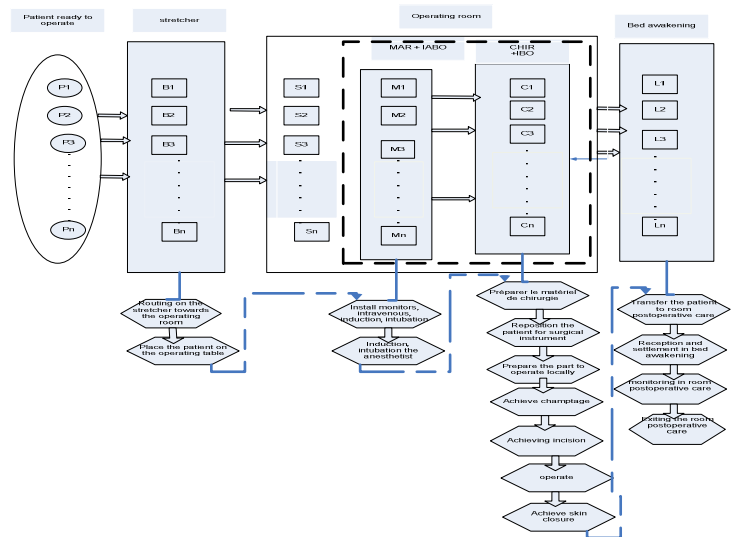 Patient ready to
operate
stretcher
Operating room
Bed awakening
MAR + IABO
CHIR
+IBO
P1
P2
P3
Pn
B1
B2
B3
Bn
S1
S2
S3
Sn
M1
M2
M3
Mn
C1
C2
C3
Cn
L1
L2
L3
Ln
Routing on the
stretcher towards
the operating
room
Place the patient on
the operating table
Install monitors,
intravenous,
induction, intubation
Induction,
intubation the
anesthetist
Préparer le matériel
de chirurgie
Reposition the
patient for surgical
instrument
Prepare the part to
operate locally
Achieve champtage
Achieving incision
operate
Achieve skin
closure
Transfer the patient
to room
postoperative care
Reception and
settlement in bed
awakening
monitoring in room
postoperative care
Exiting the room
postoperative
care